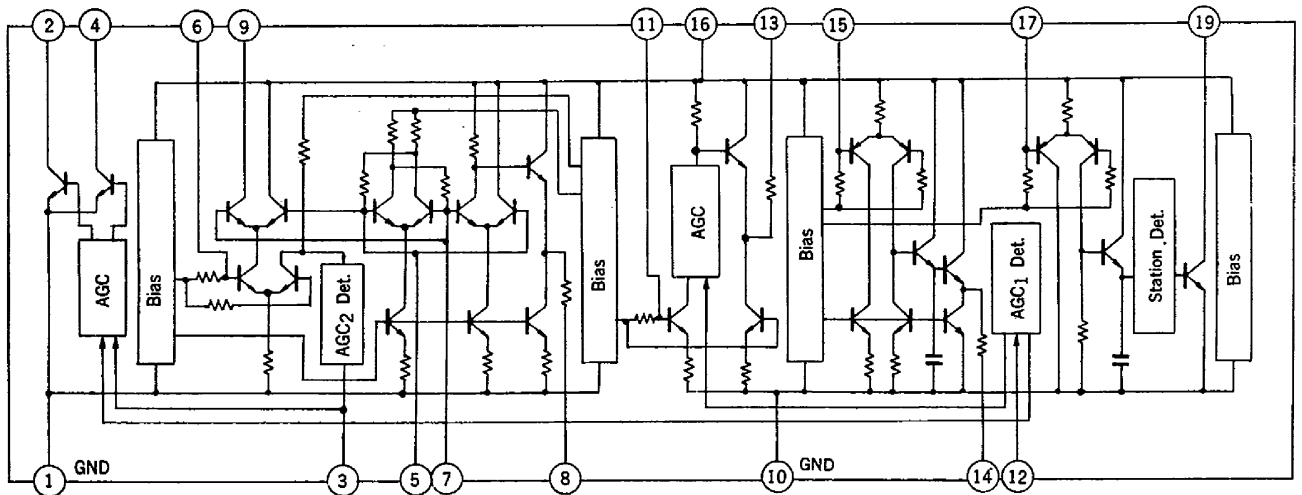 2 4 6 9 11 16 13 15 17 19
AGC
Bias
AGC2 Det.
Bias
AGC
Bias
AGC1 Det.
Station Det.
Bias
1 GND 3 5 7 8 10 GND 14 12